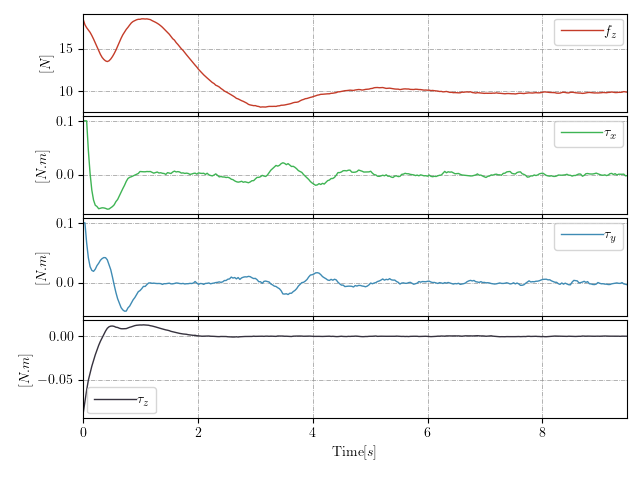 [N]
15
10
f_z
[N.m]
0.1
0.0
τ_x
[N.m]
0.1
0.0
τ_y
[N.m]
0.00
−0.05
τ_z
0 2 4 6 8
Time[s]